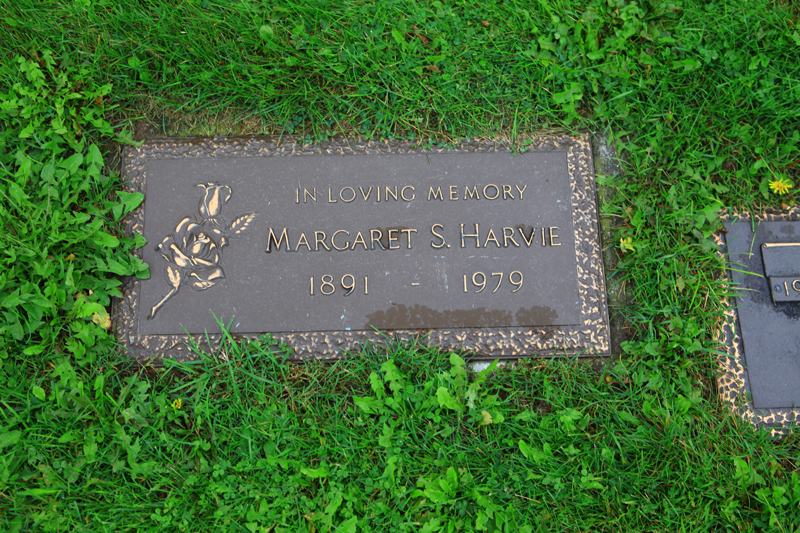 IN LOVING MEMORY
MARGARET S. HARVIE
1891 - 1979